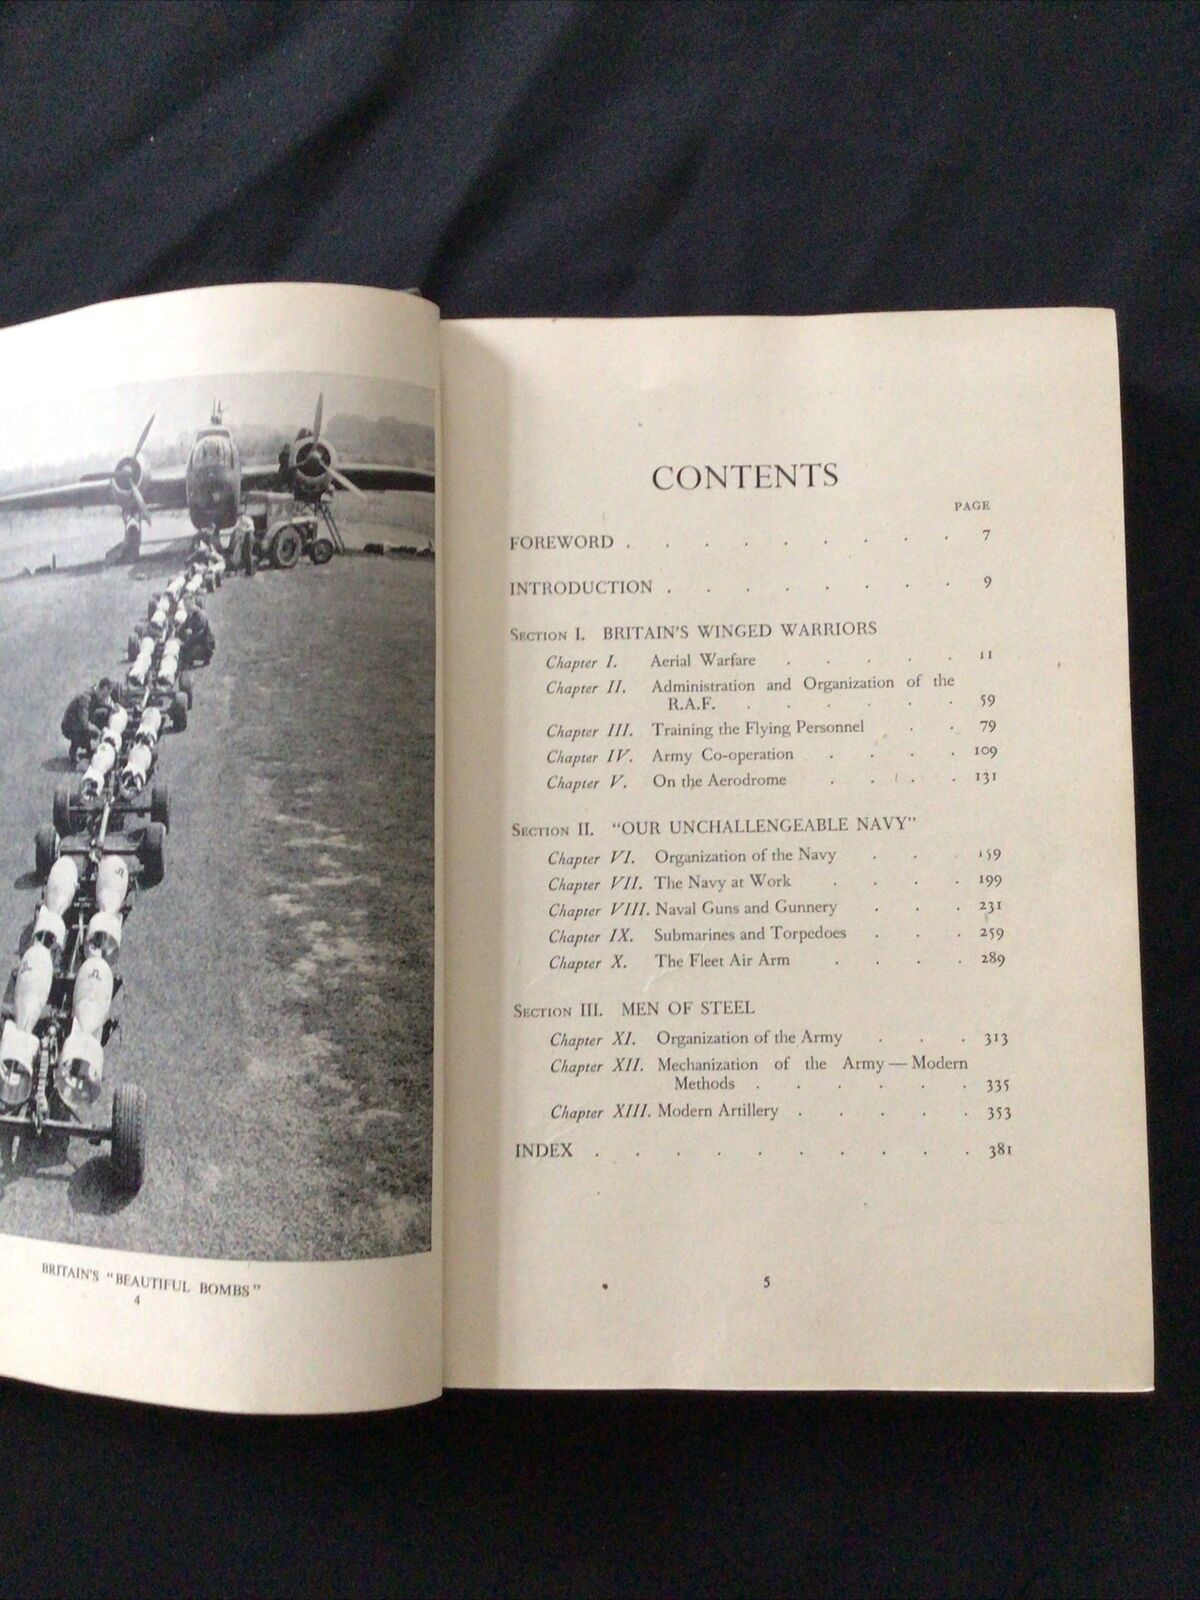 BRITAIN'S "BEAUTIFUL BOMBS"
4
CONTENTS
PAGE
FOREWORD . . . . . . . . . 7
INTRODUCTION . . . . . . . . 9
SECTION I. BRITAIN'S WINGED WARRIORS
Chapter I. Aerial Warfare . . . . . 11
Chapter II. Administration and Organization of the
R.A.F. . . . . . . 59
Chapter III. Training the Flying Personnel . . 79
Chapter IV. Army Co-operation . . . . 109
Chapter V. On the Aerodrome . . . . 131
SECTION II. "OUR UNCHALLENGEABLE NAVY"
Chapter VI. Organization of the Navy . . 159
Chapter VII. The Navy at Work . . . . 199
Chapter VIII. Naval Guns and Gunnery . . . 231
Chapter IX. Submarines and Torpedoes . . . 259
Chapter X. The Fleet Air Arm . . . . 289
SECTION III. MEN OF STEEL
Chapter XI. Organization of the Army . . . 313
Chapter XII. Mechanization of the Army — Modern
Methods . . . . . . 335
Chapter XIII. Modern Artillery . . . . . 353
INDEX . . . . . . . . . . 381
5